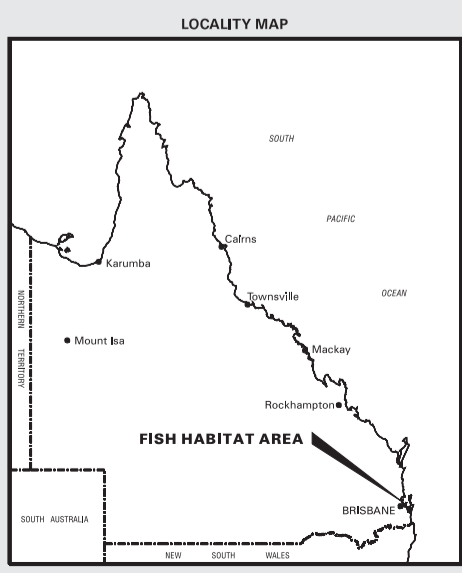 LOCALITY MAP
SOUTH
PACIFIC
Cairns
Karumba
OCEAN
Townsville
NORTHERN TERRITORY
Mount Isa
Mackay
Rockhampton
FISH HABITAT AREA
BRISBANE
SOUTH AUSTRALIA
NEW SOUTH WALES